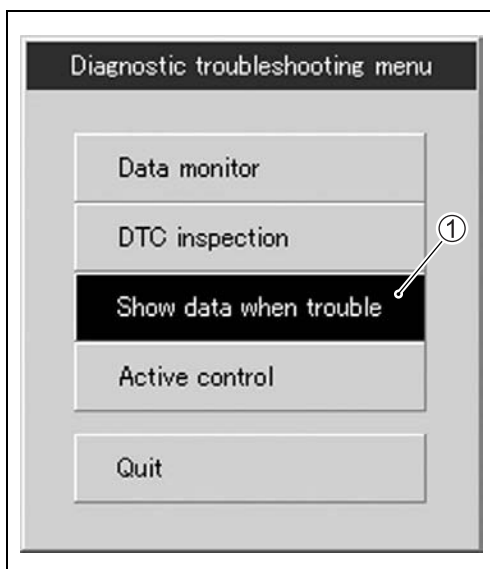 Diagnostic troubleshooting menu
Data monitor
DTC inspection
①
Show data when trouble
Active control
Quit